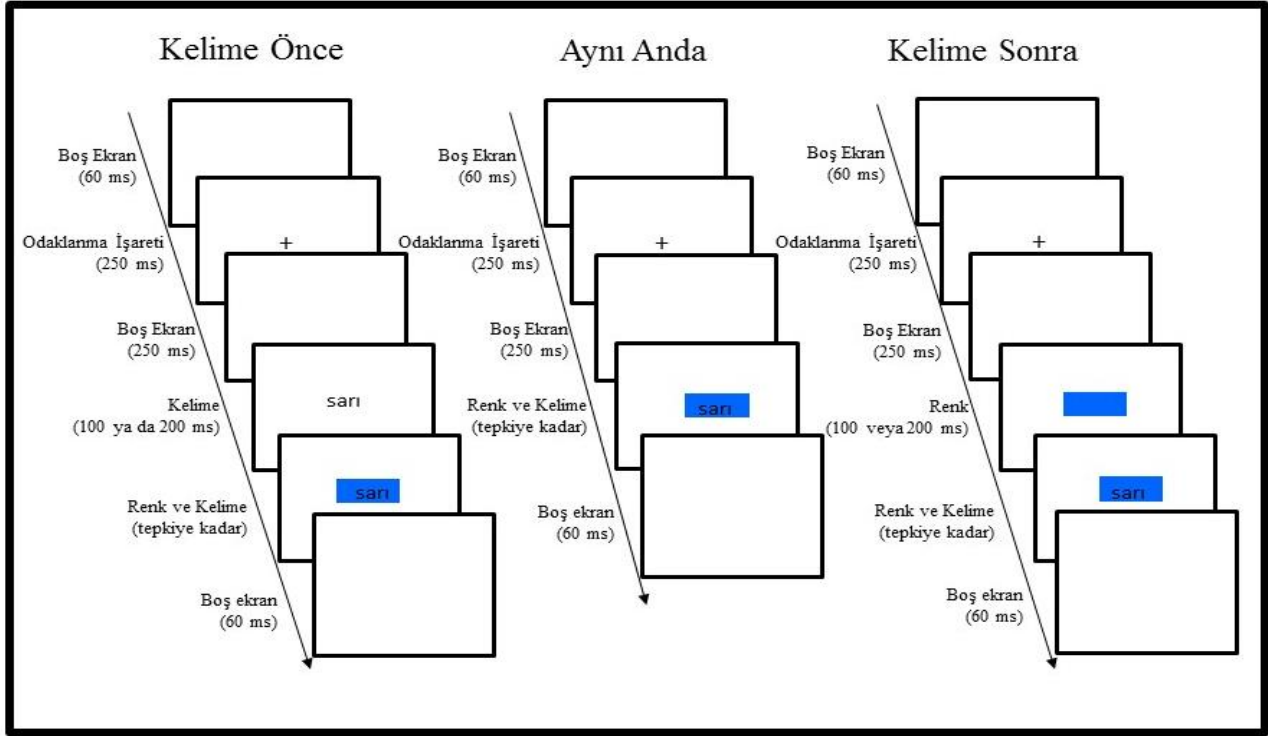 Kelime Önce
Boş Ekran
(60 ms)
Odaklanma İşareti
(250 ms)
+
Boş Ekran
(250 ms)
Kelime
(100 ya da 200 ms)
sarı
Renk ve Kelime
(tepkiye kadar)
sarı
Boş ekran
(60 ms)
Aynı Anda
Boş Ekran
(60 ms)
Odaklanma İşareti
(250 ms)
+
Boş Ekran
(250 ms)
Renk ve Kelime
(tepkiye kadar)
sarı
Boş ekran
(60 ms)
Kelime Sonra
Boş Ekran
(60 ms)
Odaklanma İşareti
(250 ms)
+
Boş Ekran
(250 ms)
Renk
(100 veya 200 ms)
Renk ve Kelime
(tepkiye kadar)
sarı
Boş ekran
(60 ms)